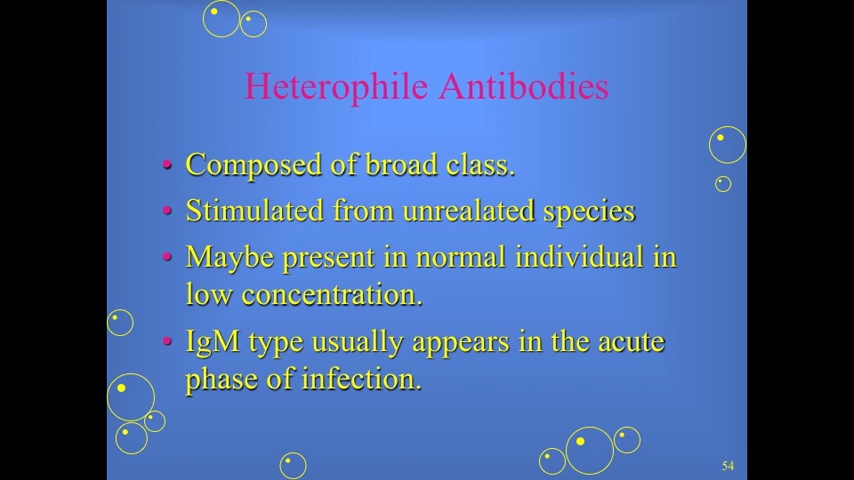 Heterophile Antibodies
• Composed of broad class.
• Stimulated from unrealated species
• Maybe present in normal individual in
low concentration.
• IgM type usually appears in the acute
phase of infection.
54